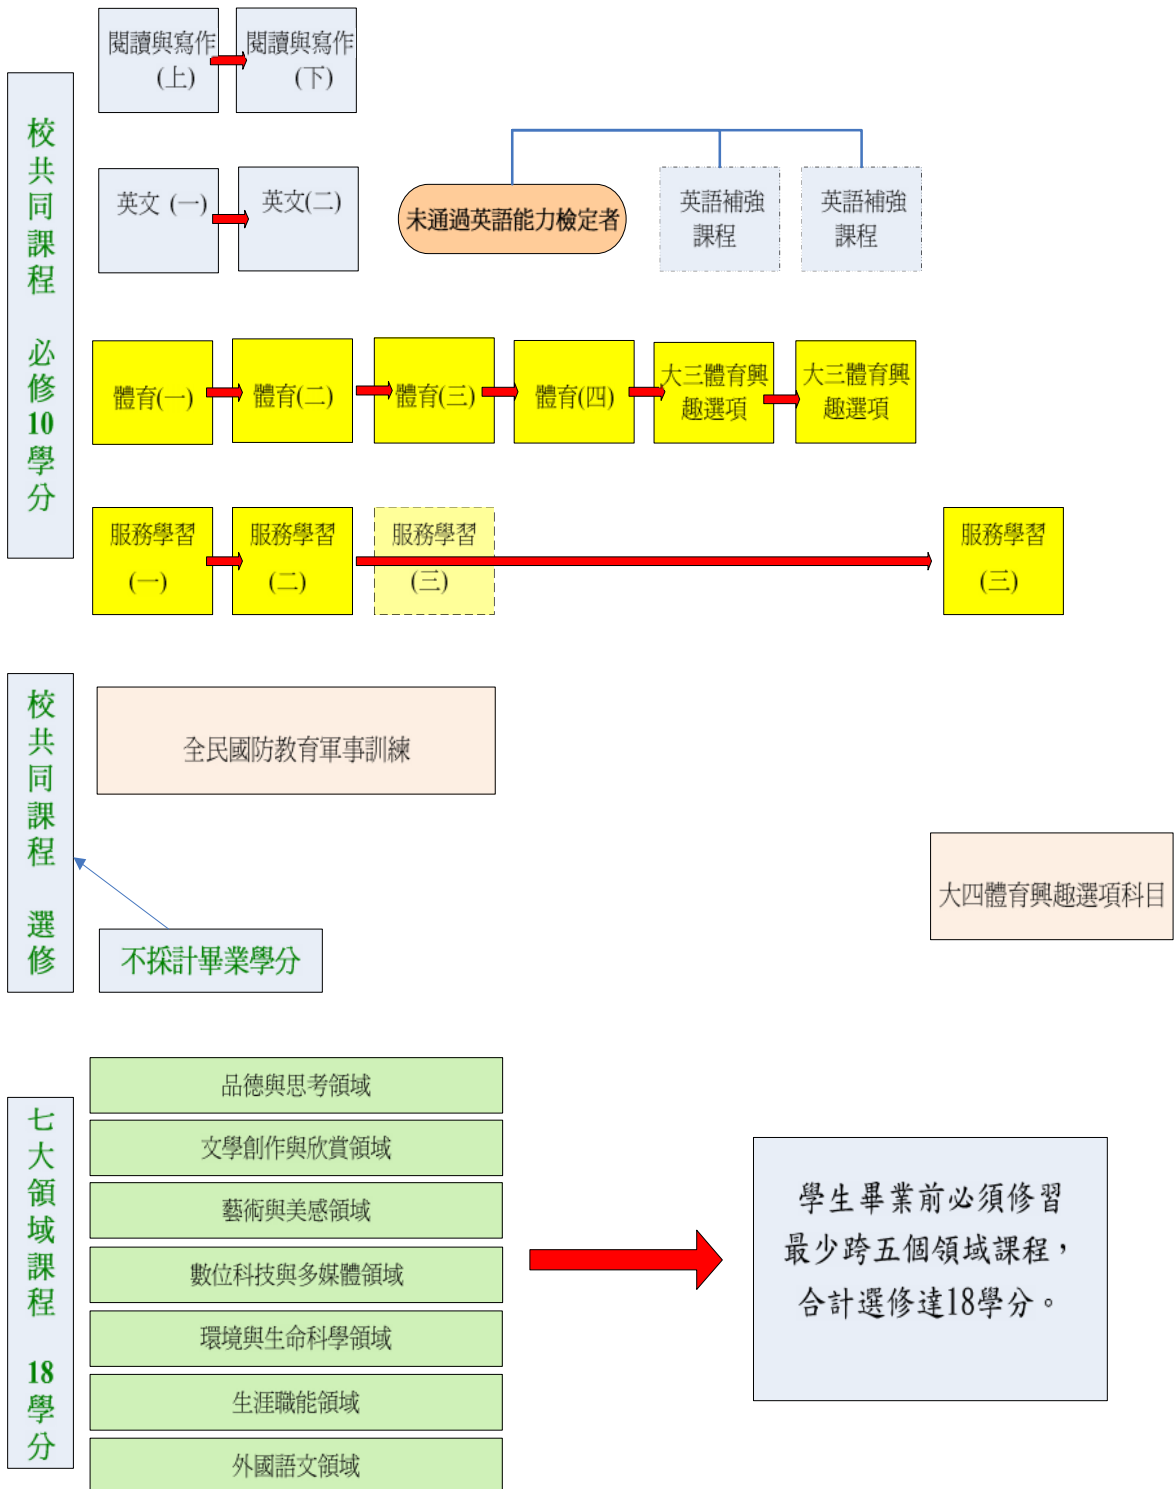 校共同課程 必修10學分
閱讀與寫作
(上)
閱讀與寫作
(下)
英文 (一)
英文(二)
未通過英語能力檢定者
英語補強
課程
英語補強
課程
體育(一)
體育(二)
體育(三)
體育(四)
大三體育興
趣選項
大三體育興
趣選項
服務學習
(一)
服務學習
(二)
服務學習
(三)
服務學習
(三)
校共同課程 選修
全民國防教育軍事訓練
大四體育興趣選項科目
不採計畢業學分
七大領域課程 18學分
品德與思考領域
文學創作與欣賞領域
藝術與美感領域
數位科技與多媒體領域
環境與生命科學領域
生涯職能領域
外國語文領域
學生畢業前必須修習
最少跨五個領域課程，
合計選修達18學分。